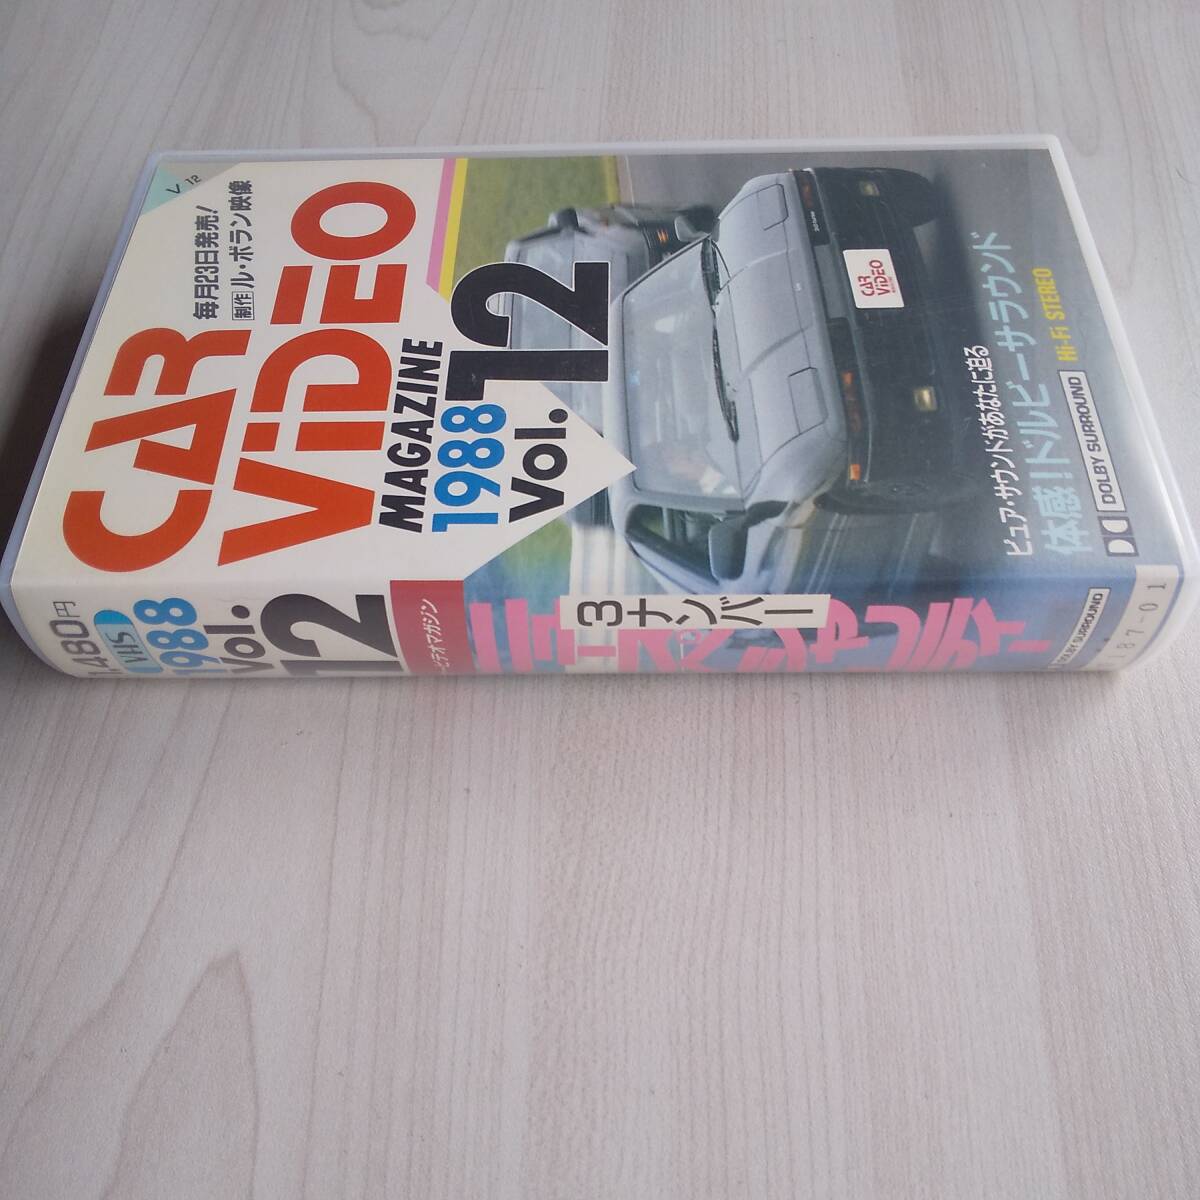 レ 12
毎月23日発売!
制作 ル・ボラン映像
CAR
ViDEO
MAGAZINE
1988
Vol.
12
CAR
ViDEO
ピュア・サウンドがあなたに迫る
体感!ドルビーサラウンド
DOLBY SURROUND Hi-Fi STEREO
480円
VHS
1988
Vol.
12
ビデオマガジン
3ナンバー
DOLBY SURROUND
187-01